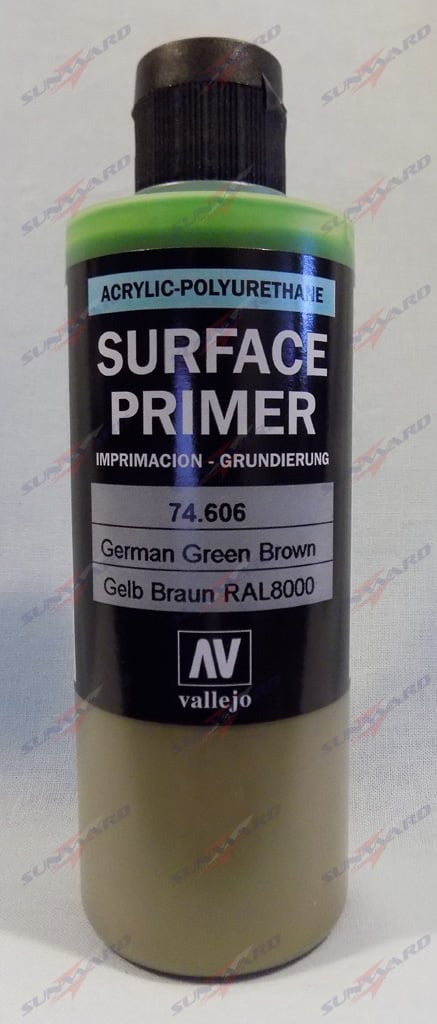 ACRYLIC-POLYURETHANE
SURFACE
PRIMER
IMPRIMACION - GRUNDIERUNG
74.606
German Green Brown
Gelb Braun RAL8000
AV
vallejo